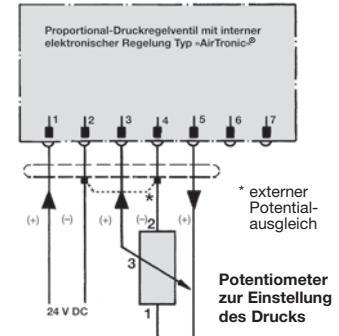 Proportional-Druckregelventil mit interner
elektronischer Regelung Typ »AirTronic«®
1 2 3 4 5 6 7
* externer
Potential-
ausgleich
*
(+) (–) (+) (–) (+)
2
3
1
24 V DC
Potentiometer
zur Einstellung
des Drucks